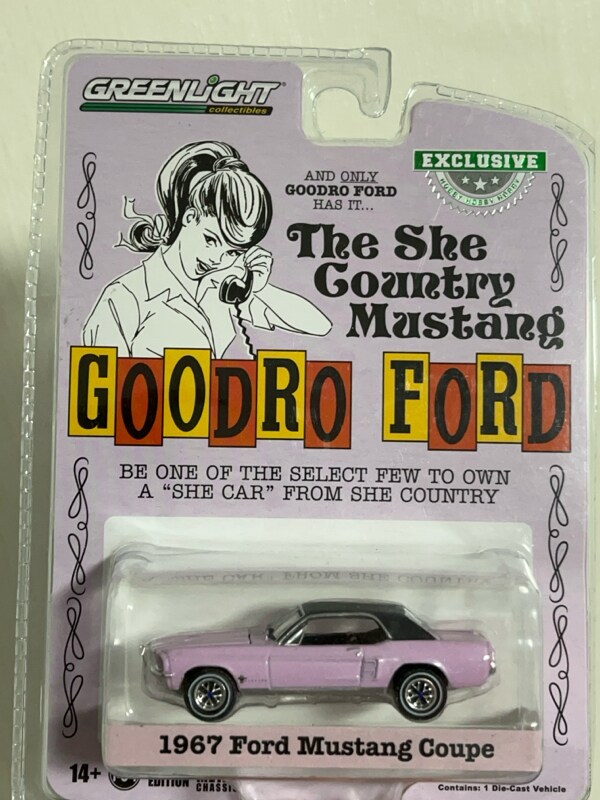 GREENLiGHT
collectibles
EXCLUSIVE
HOBBY
AND ONLY
GOODRO FORD
HAS IT...
The She
Country
Mustang
GOODRO FORD
BE ONE OF THE SELECT FEW TO OWN
A "SHE CAR" FROM SHE COUNTRY
1967 Ford Mustang Coupe
14+
EDITION
CHASSIS
Contains: 1 Die-Cast Vehicle